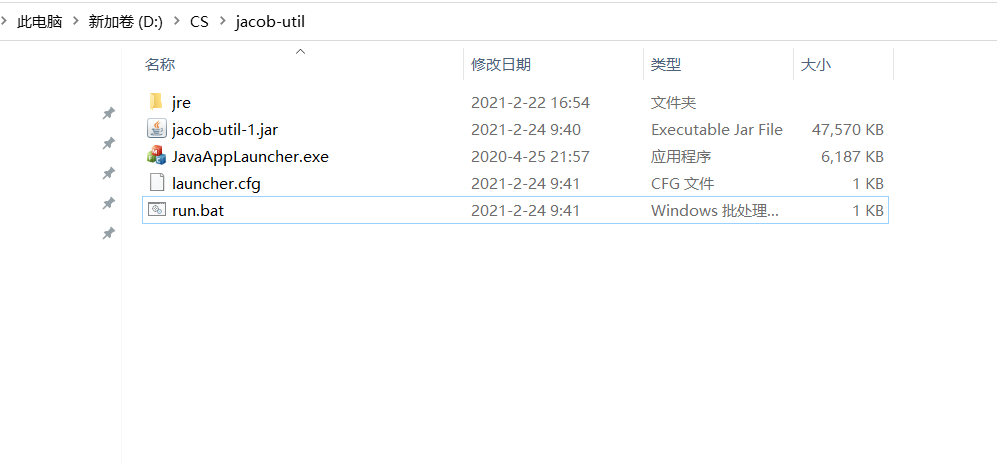 此电脑 > 新加卷 (D:) > CS > jacob-util
名称 修改日期 类型 大小
jre 2021-2-22 16:54 文件夹
jacob-util-1.jar 2021-2-24 9:40 Executable Jar File 47,570 KB
JavaAppLauncher.exe 2020-4-25 21:57 应用程序 6,187 KB
launcher.cfg 2021-2-24 9:41 CFG 文件 1 KB
run.bat 2021-2-24 9:41 Windows 批处理... 1 KB